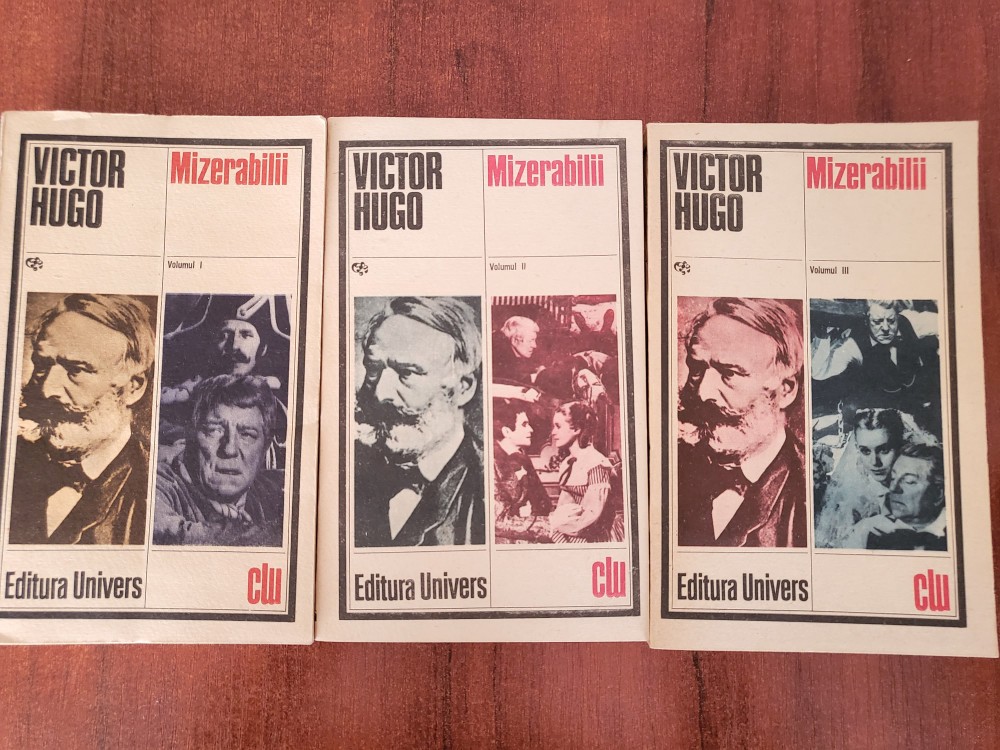 VICTOR
HUGO
Mizerabilii
Volumul I
Editura Univers
clu
VICTOR
HUGO
Mizerabilii
Volumul II
Editura Univers
clu
VICTOR
HUGO
Mizerabilii
Volumul III
Editura Univers
clu